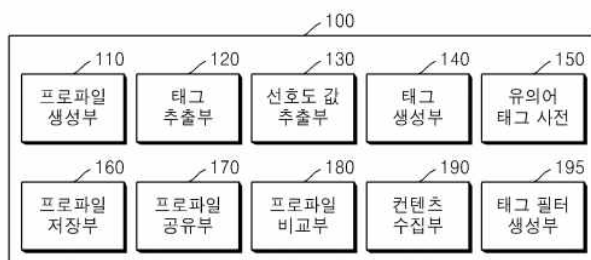 100
110
120
130
140
150
프로파일
생성부
태그
추출부
선호도 값
추출부
태그
생성부
유의어
태그 사전
160
170
180
190
195
프로파일
저장부
프로파일
공유부
프로파일
비교부
컨텐츠
수집부
태그 필터
생성부